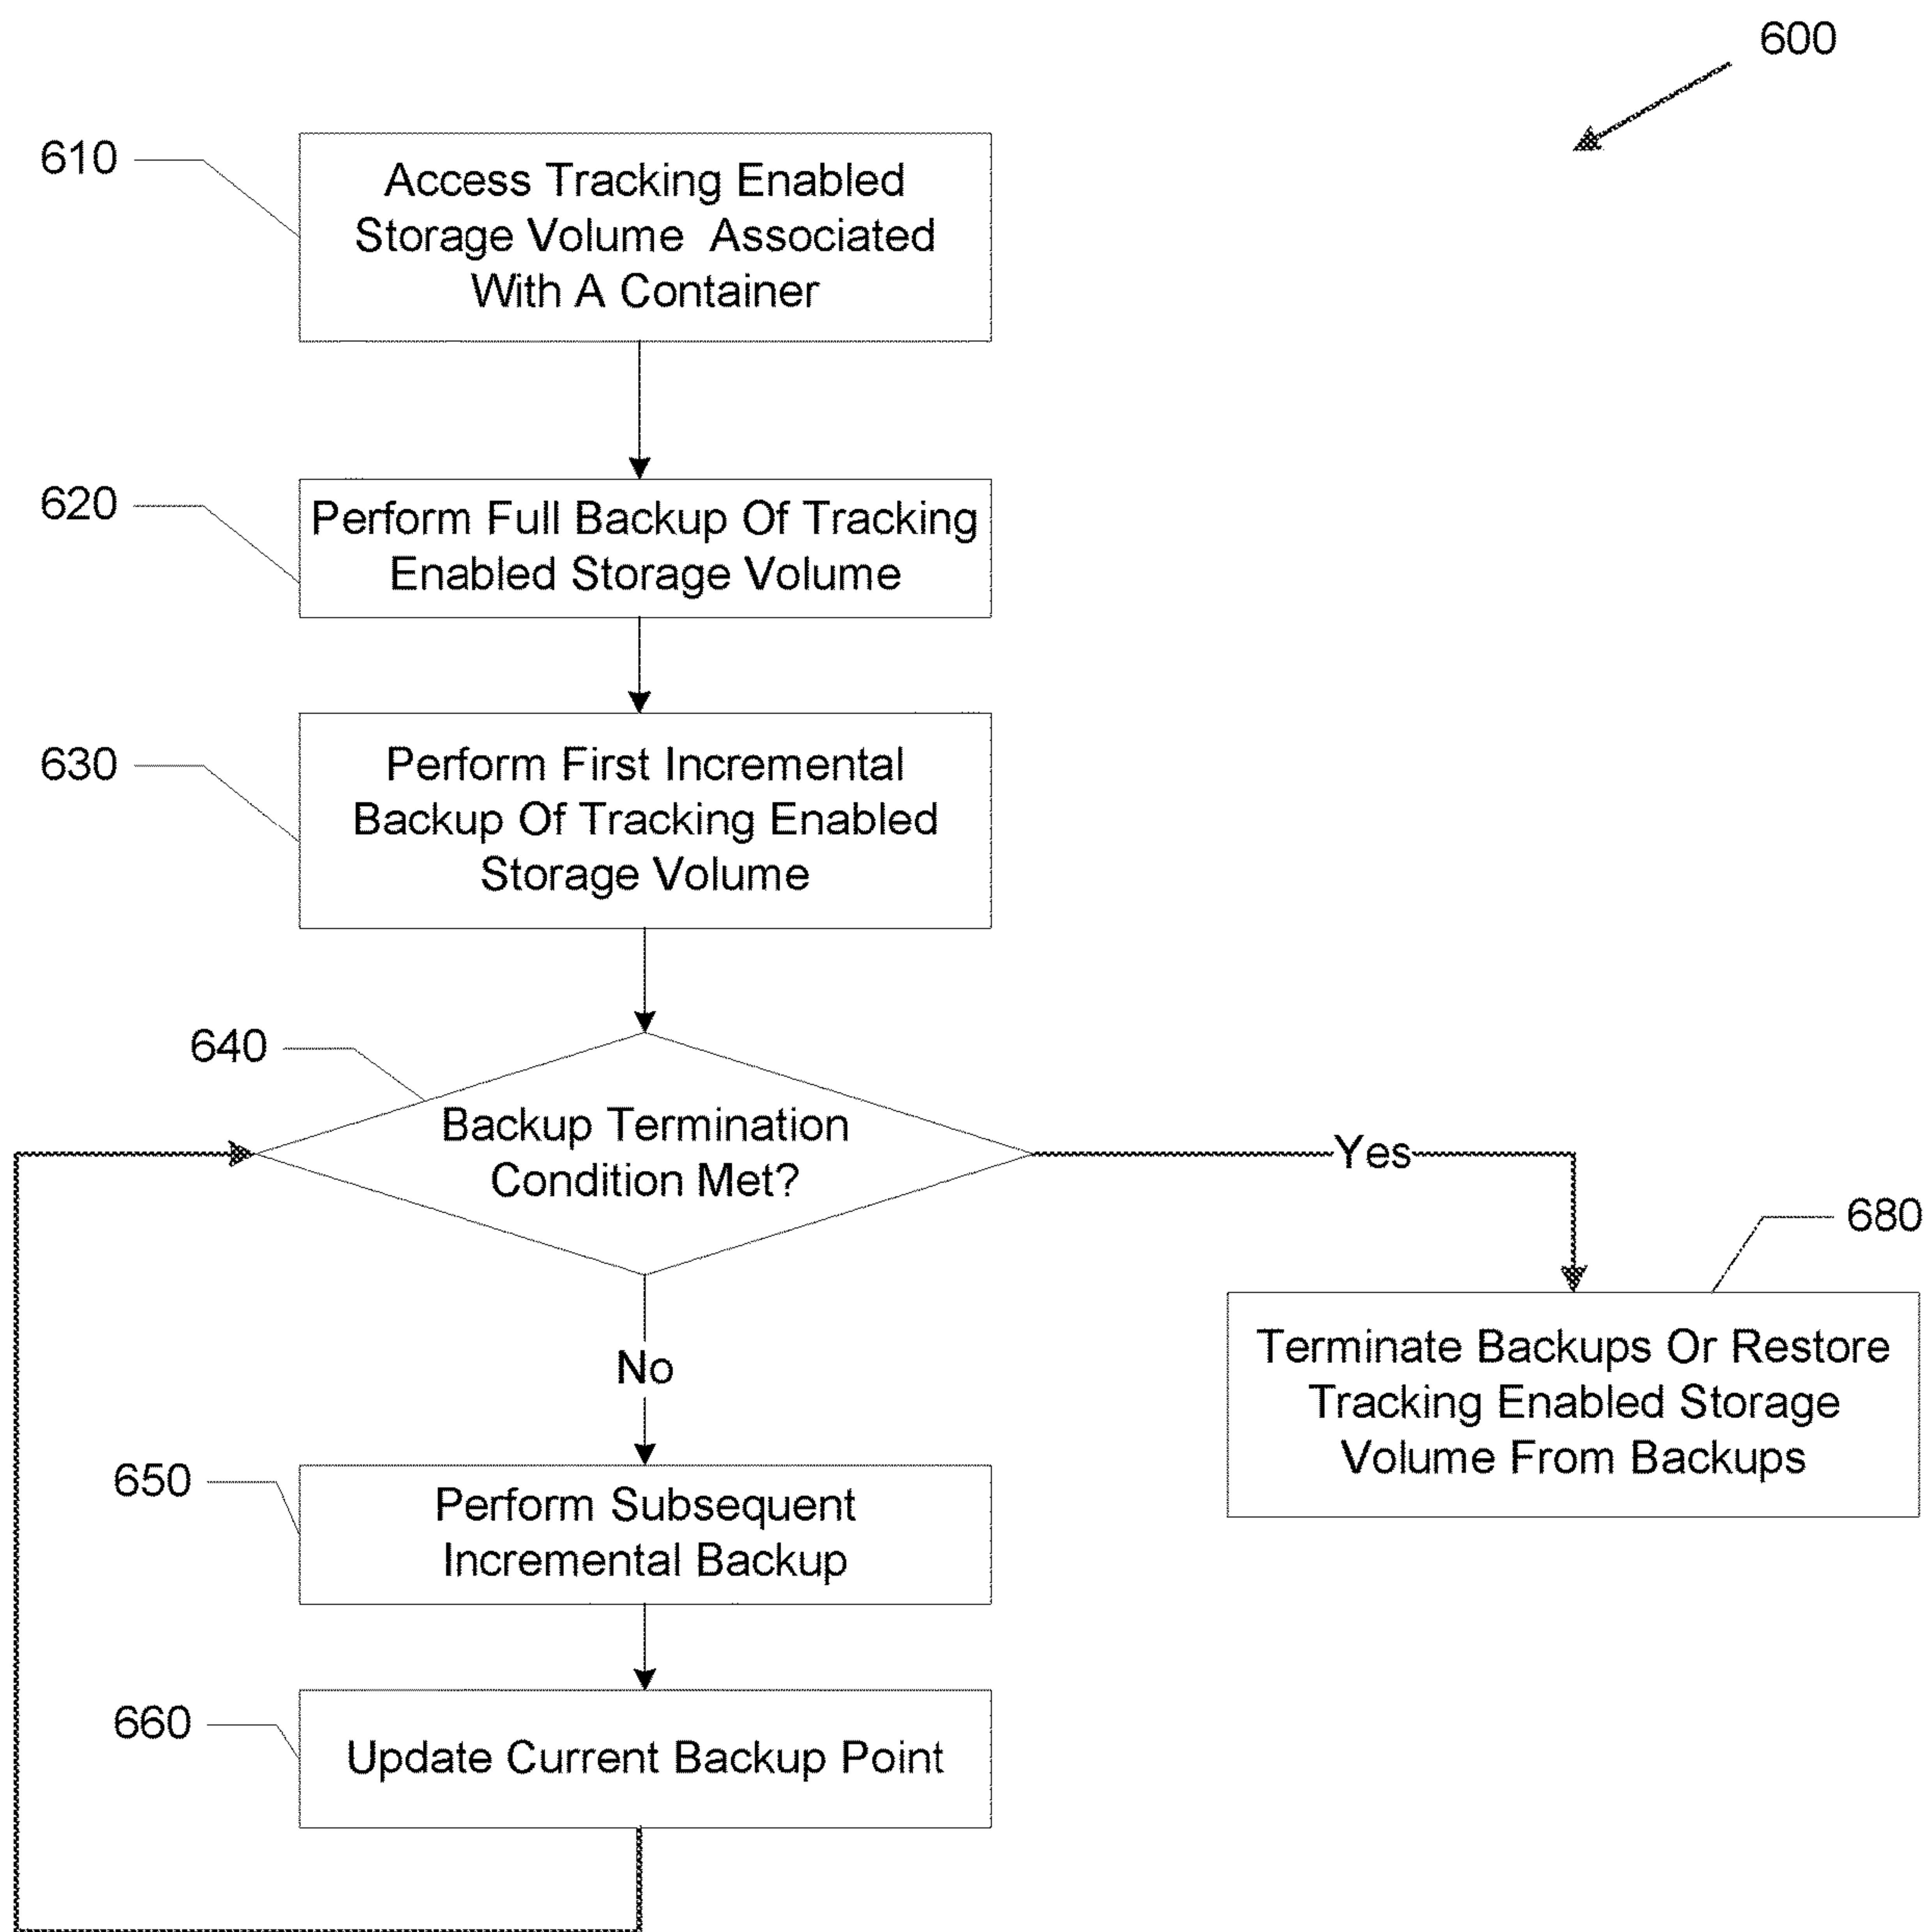 600
610
Access Tracking Enabled
Storage Volume Associated
With A Container
620
Perform Full Backup Of Tracking
Enabled Storage Volume
630
Perform First Incremental
Backup Of Tracking Enabled
Storage Volume
640
Backup Termination
Condition Met?
Yes
680
Terminate Backups Or Restore
Tracking Enabled Storage
Volume From Backups
No
650
Perform Subsequent
Incremental Backup
660
Update Current Backup Point